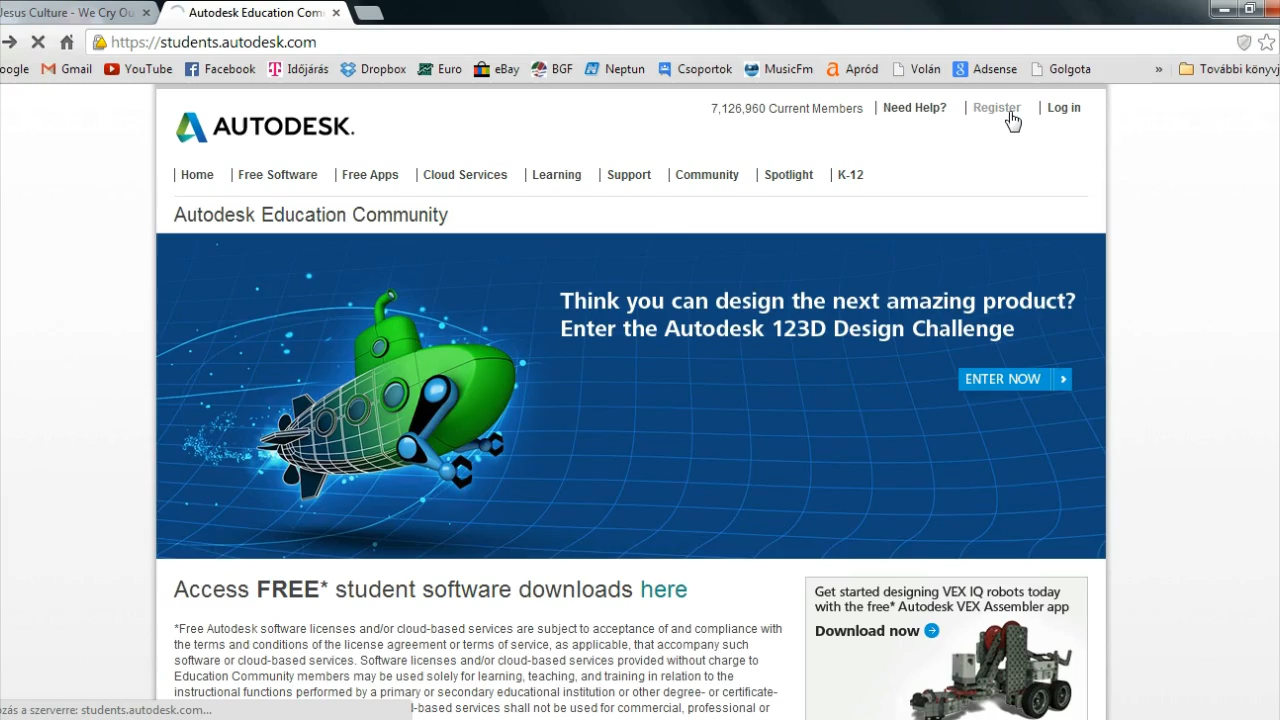 Jesus Culture - We Cry Ou
Autodesk Education Com
https://students.autodesk.com
oogle Gmail YouTube Facebook Időjárás Dropbox Euro eBay BGF Neptun Csoportok MusicFm Apród Volán Adsense Golgota » További könyvj
7,126,960 Current Members Need Help? Register Log in
AUTODESK.
Home Free Software Free Apps Cloud Services Learning Support Community Spotlight K-12
Autodesk Education Community
Think you can design the next amazing product?
Enter the Autodesk 123D Design Challenge
ENTER NOW
Access FREE* student software downloads here
*Free Autodesk software licenses and/or cloud-based services are subject to acceptance of and compliance with
the terms and conditions of the license agreement or terms of service, as applicable, that accompany such
software or cloud-based services. Software licenses and/or cloud-based services provided without charge to
Education Community members may be used solely for learning, teaching, and training in relation to the
instructional functions performed by a primary or secondary educational institution or other degree- or certificate-
d-based services shall not be used for commercial, professional or
Get started designing VEX IQ robots today
with the free* Autodesk VEX Assembler app
Download now
ozás a szerverre: students.autodesk.com...